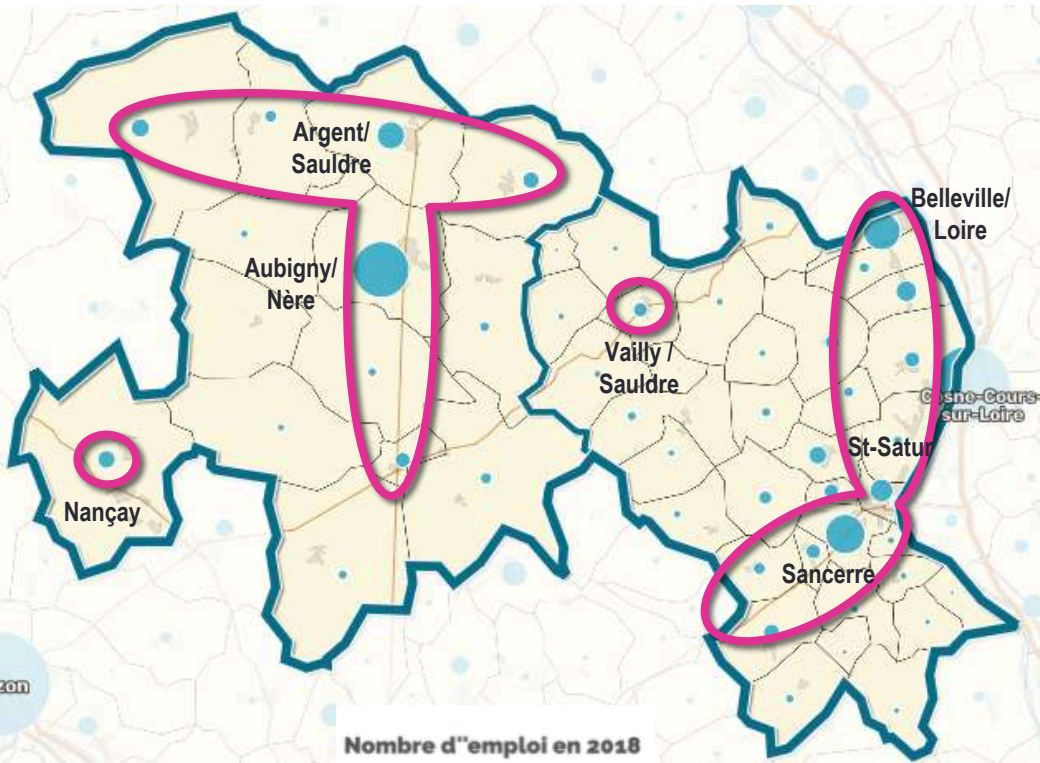 Argent/
Sauldre
Belleville/
Loire
Aubigny/
Nère
Vailly /
Sauldre
Cosne-Cours-
sur-Loire
St-Satur
Nançay
Sancerre
zon
Nombre d''emploi en 2018